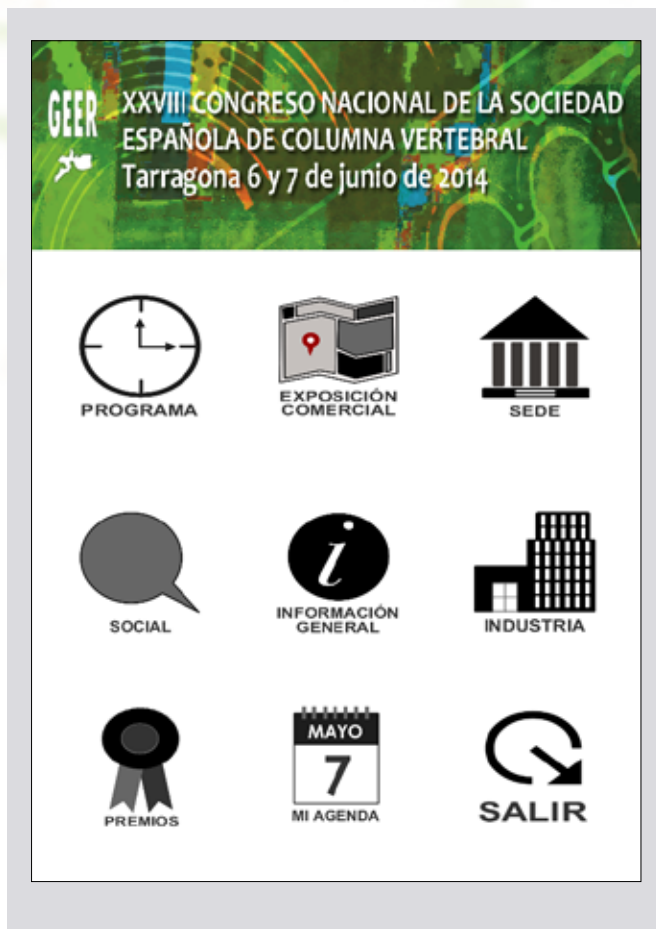 GEER
XXVIII CONGRESO NACIONAL DE LA SOCIEDAD
ESPAÑOLA DE COLUMNA VERTEBRAL
Tarragona 6 y 7 de junio de 2014
PROGRAMA
EXPOSICIÓN
COMERCIAL
SEDE
SOCIAL
i
INFORMACIÓN
GENERAL
INDUSTRIA
PREMIOS
MAYO
7
MI AGENDA
SALIR